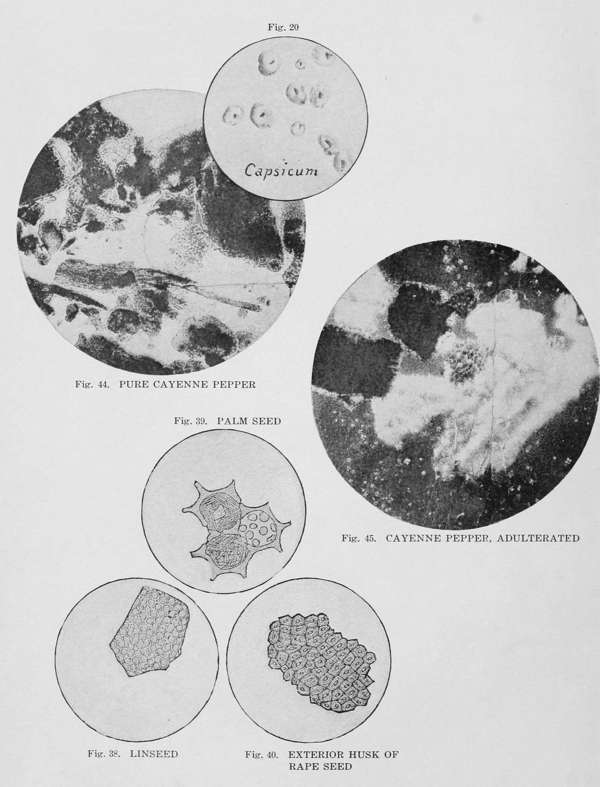 Fig. 20
Capsicum
Fig. 44. PURE CAYENNE PEPPER
Fig. 39. PALM SEED
Fig. 45. CAYENNE PEPPER, ADULTERATED
Fig. 38. LINSEED
Fig. 40. EXTERIOR HUSK OF
RAPE SEED